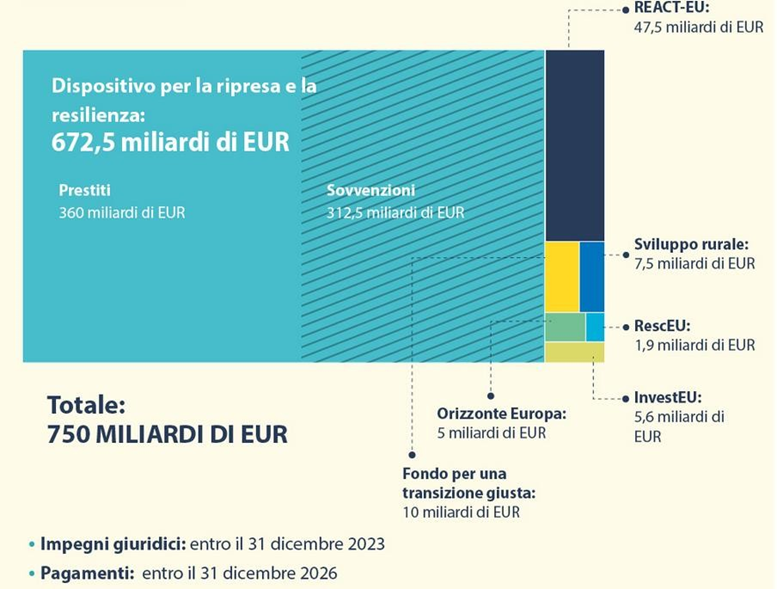 REACT-EU:
47,5 miliardi di EUR
Dispositivo per la ripresa e la
resilienza:
672,5 miliardi di EUR
Prestiti
360 miliardi di EUR
Sovvenzioni
312,5 miliardi di EUR
Sviluppo rurale:
7,5 miliardi di EUR
RescEU:
1,9 miliardi di EUR
InvestEU:
5,6 miliardi di
EUR
Orizzonte Europa:
5 miliardi di EUR
Fondo per una
transizione giusta:
10 miliardi di EUR
Totale:
750 MILIARDI DI EUR
• Impegni giuridici: entro il 31 dicembre 2023
• Pagamenti: entro il 31 dicembre 2026